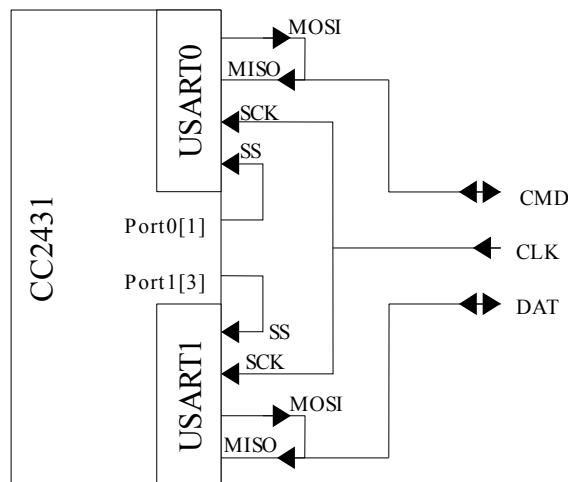 MOSI
MISO
USART0
SCK
SS
CMD
Port0[1]
CC2431
CLK
Port1[3]
DAT
SS
USART1
SCK
MOSI
MISO